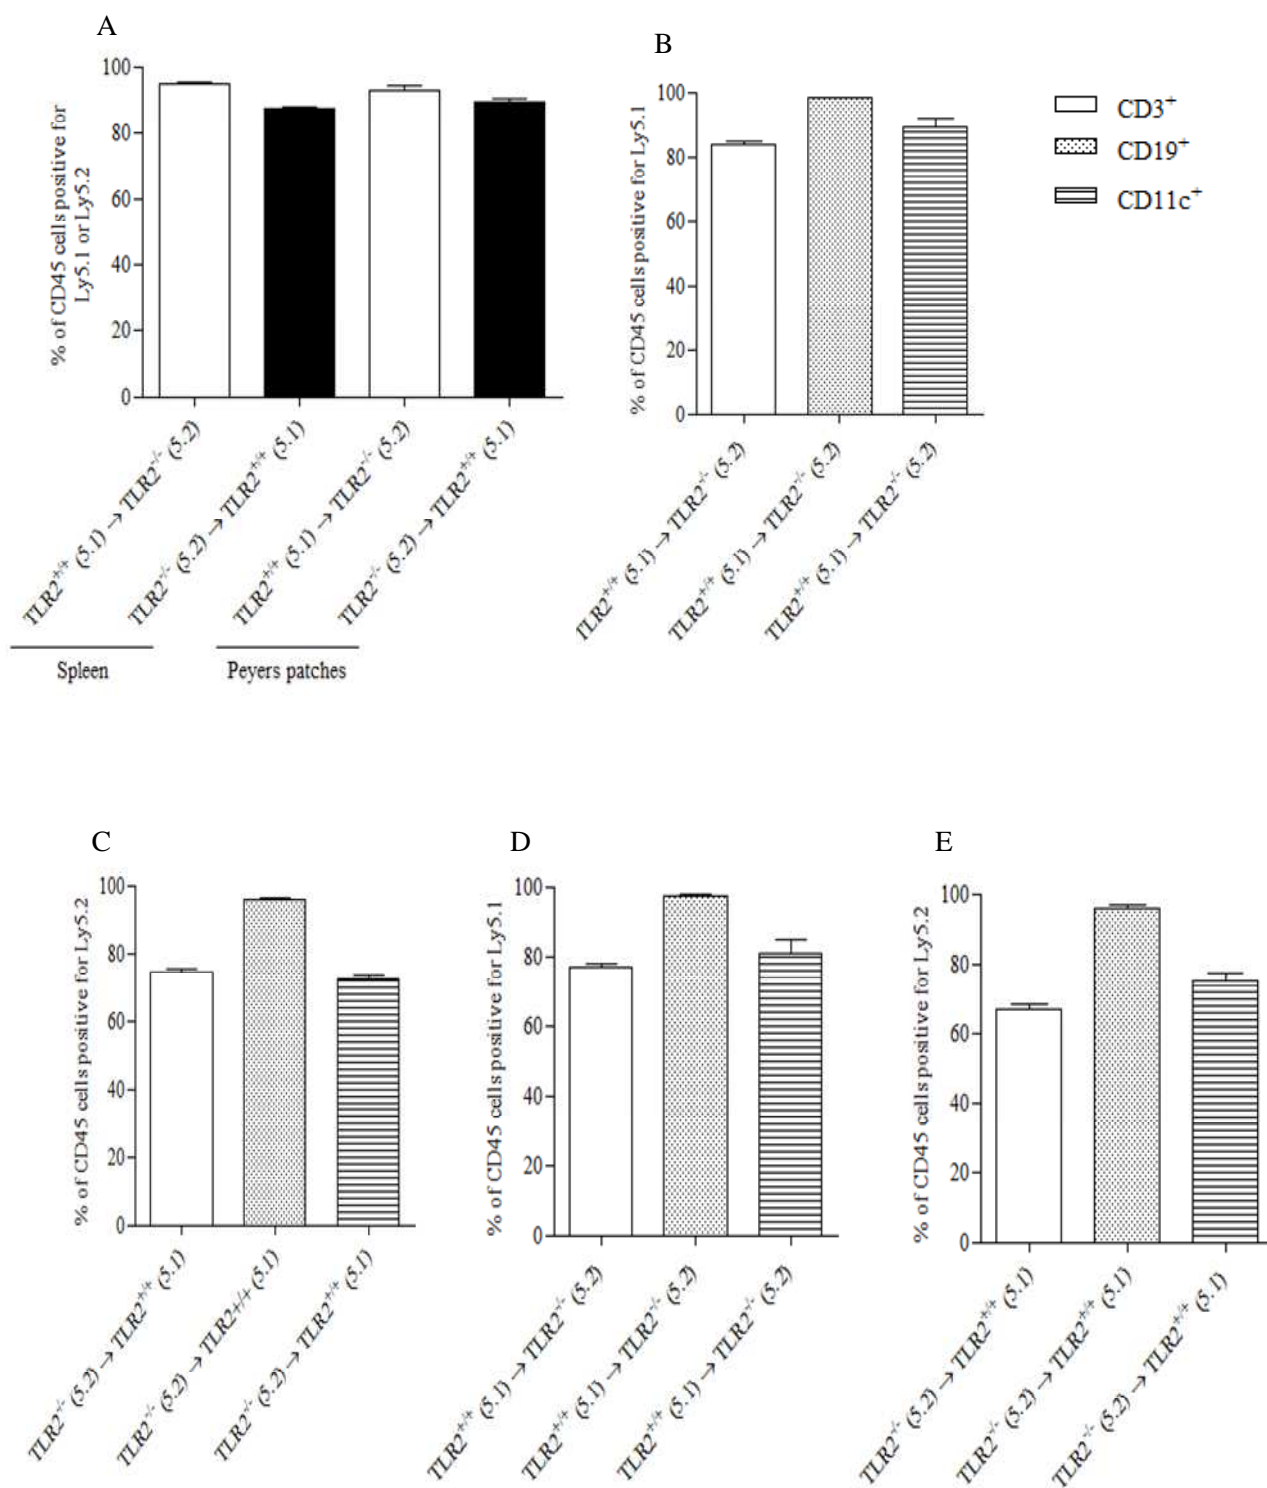 A
% of CD45 cells positive for
Ly5.1 or Ly5.2
100
80
60
40
20
0
TLR2+/+ (5.1) → TLR2-/- (5.2)
TLR2-/- (5.2) → TLR2+/+ (5.1)
TLR2+/+ (5.1) → TLR2-/- (5.2)
TLR2-/- (5.2) → TLR2+/+ (5.1)
Spleen
Peyers patches
B
% of CD45 cells positive for Ly5.1
100
80
60
40
20
0
TLR2+/+ (5.1) → TLR2-/- (5.2)
TLR2+/+ (5.1) → TLR2-/- (5.2)
TLR2+/+ (5.1) → TLR2-/- (5.2)
CD3+
CD19+
CD11c+
C
% of CD45 cells positive for Ly5.2
100
80
60
40
20
0
TLR2-/- (5.2) → TLR2+/+ (5.1)
TLR2-/- (5.2) → TLR2+/+ (5.1)
TLR2-/- (5.2) → TLR2+/+ (5.1)
D
% of CD45 cells positive for Ly5.1
100
80
60
40
20
0
TLR2+/+ (5.1) → TLR2-/- (5.2)
TLR2+/+ (5.1) → TLR2-/- (5.2)
TLR2+/+ (5.1) → TLR2-/- (5.2)
E
% of CD45 cells positive for Ly5.2
100
80
60
40
20
0
TLR2-/- (5.2) → TLR2+/+ (5.1)
TLR2-/- (5.2) → TLR2+/+ (5.1)
TLR2-/- (5.2) → TLR2+/+ (5.1)